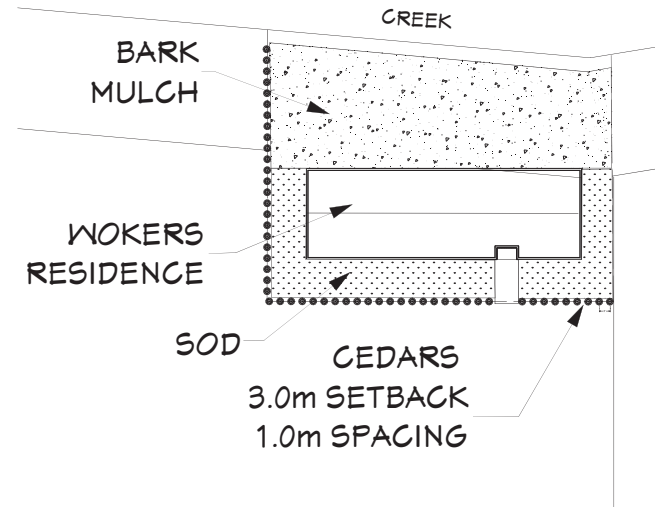 CREEK
BARK
MULCH
WOKERS
RESIDENCE
SOD
CEDARS
3.0m SETBACK
1.0m SPACING